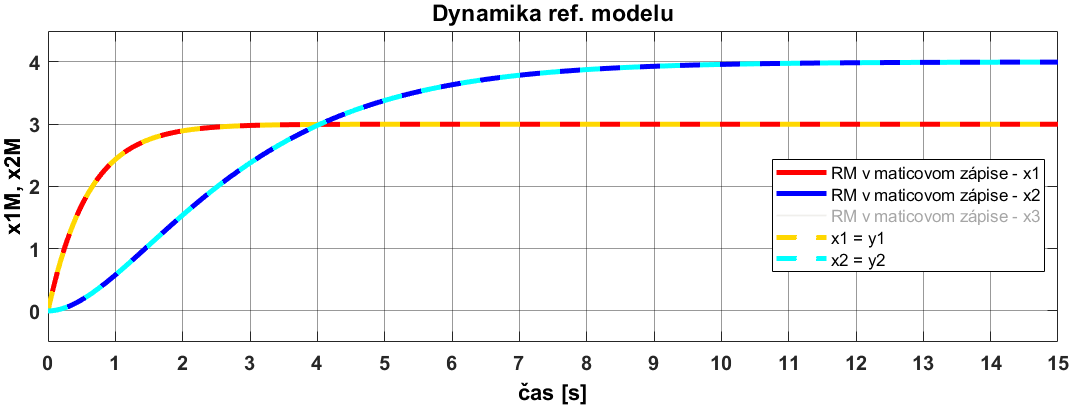 Dynamika ref. modelu
x1M, x2M
4
3
2
1
0
RM v maticovom zápise - x1
RM v maticovom zápise - x2
RM v maticovom zápise - x3
x1 = y1
x2 = y2
0 1 2 3 4 5 6 7 8 9 10 11 12 13 14 15
čas [s]